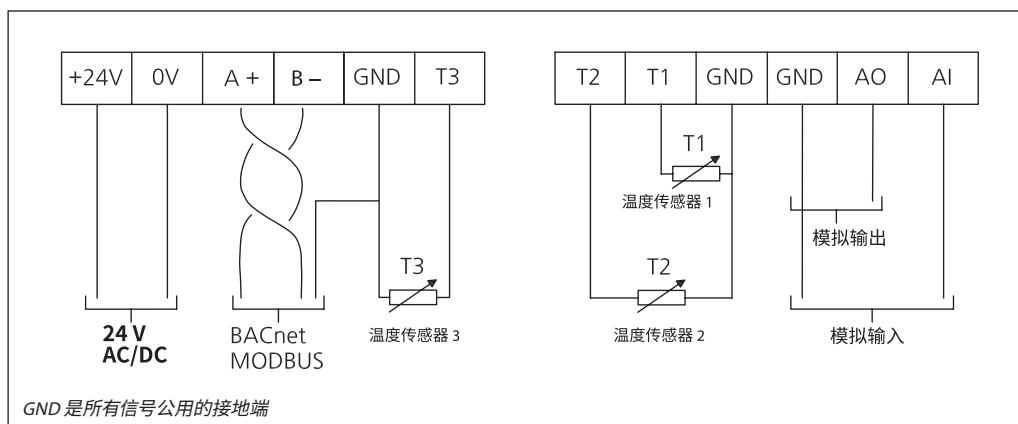 +24V 0V A + B − GND T3
T2 T1 GND GND AO AI
T1
温度传感器 1
模拟输出
T3
T2
24 V
AC/DC
BACnet
MODBUS
温度传感器 3
温度传感器 2
模拟输入
GND 是所有信号公用的接地端